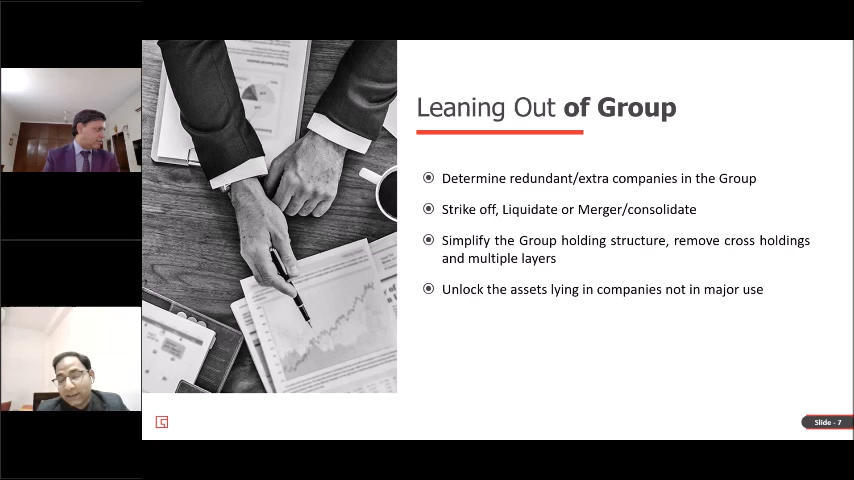 Leaning Out of Group
Determine redundant/extra companies in the Group
Strike off, Liquidate or Merger/consolidate
Simplify the Group holding structure, remove cross holdings
and multiple layers
Unlock the assets lying in companies not in major use
Slide - 7